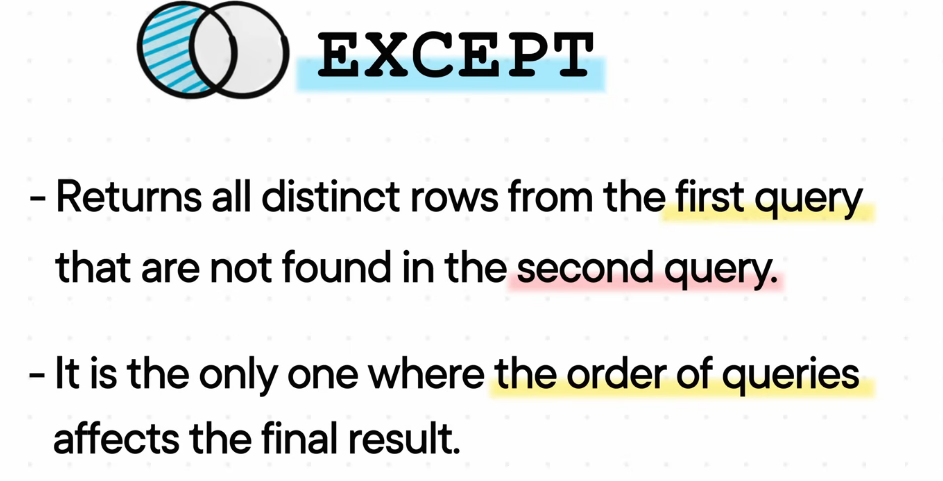 EXCEPT
- Returns all distinct rows from the first query
that are not found in the second query.
- It is the only one where the order of queries
affects the final result.